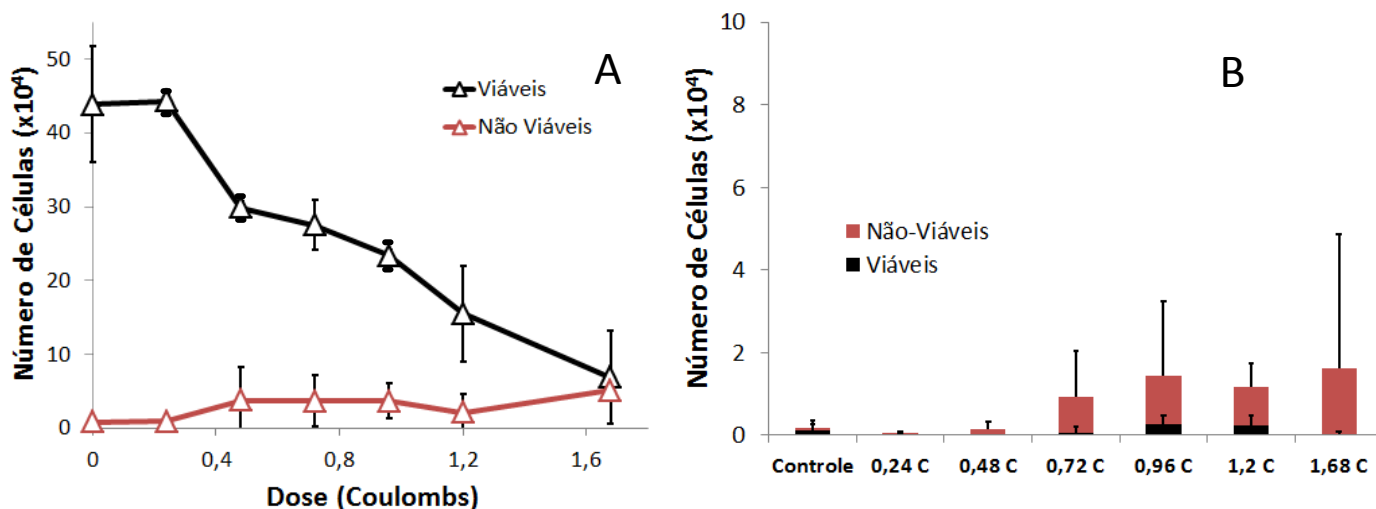 A
Número de Células (x10⁴)
50
40
30
20
10
0
Viáveis
Não Viáveis
0
0,4
0,8
1,2
1,6
Dose (Coulombs)
B
Número de Células (x10⁴)
10
8
6
4
2
0
Não-Viáveis
Viáveis
Controle
0,24 C
0,48 C
0,72 C
0,96 C
1,2 C
1,68 C